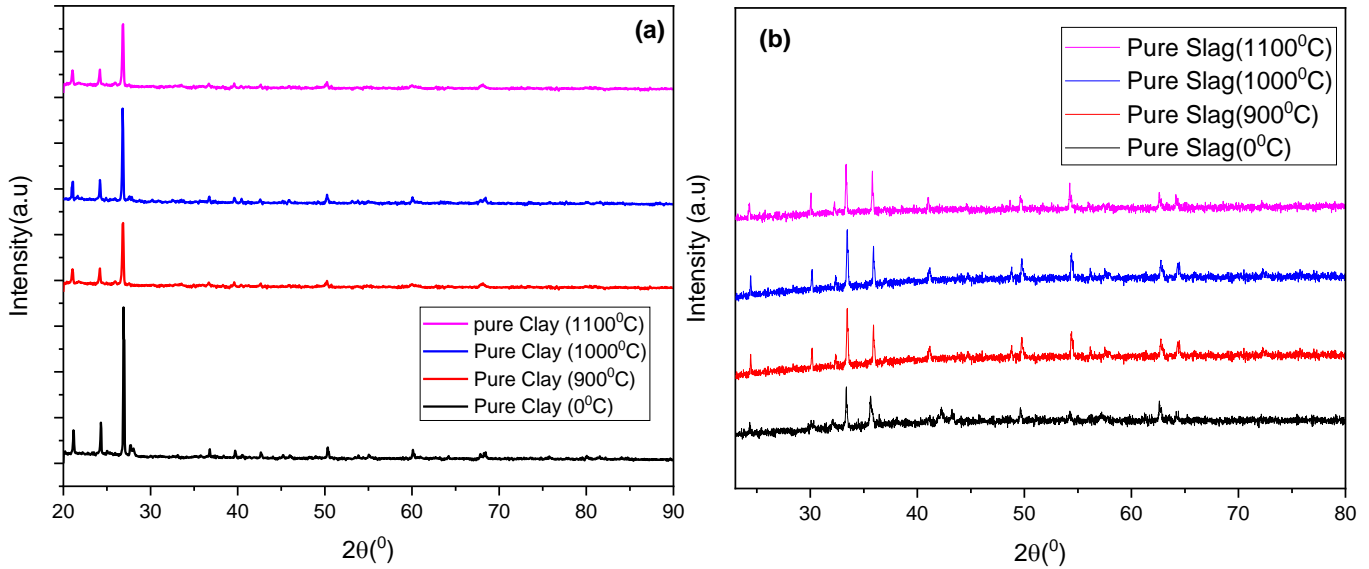 (a)
Intensity(a.u)
pure Clay (1100⁰C)
Pure Clay (1000⁰C)
Pure Clay (900⁰C)
Pure Clay (0⁰C)
20 30 40 50 60 70 80 90
2θ(⁰)
(b)
Pure Slag(1100⁰C)
Pure Slag(1000⁰C)
Pure Slag(900⁰C)
Pure Slag(0⁰C)
Intensity (a.u)
30 40 50 60 70 80
2θ(⁰)